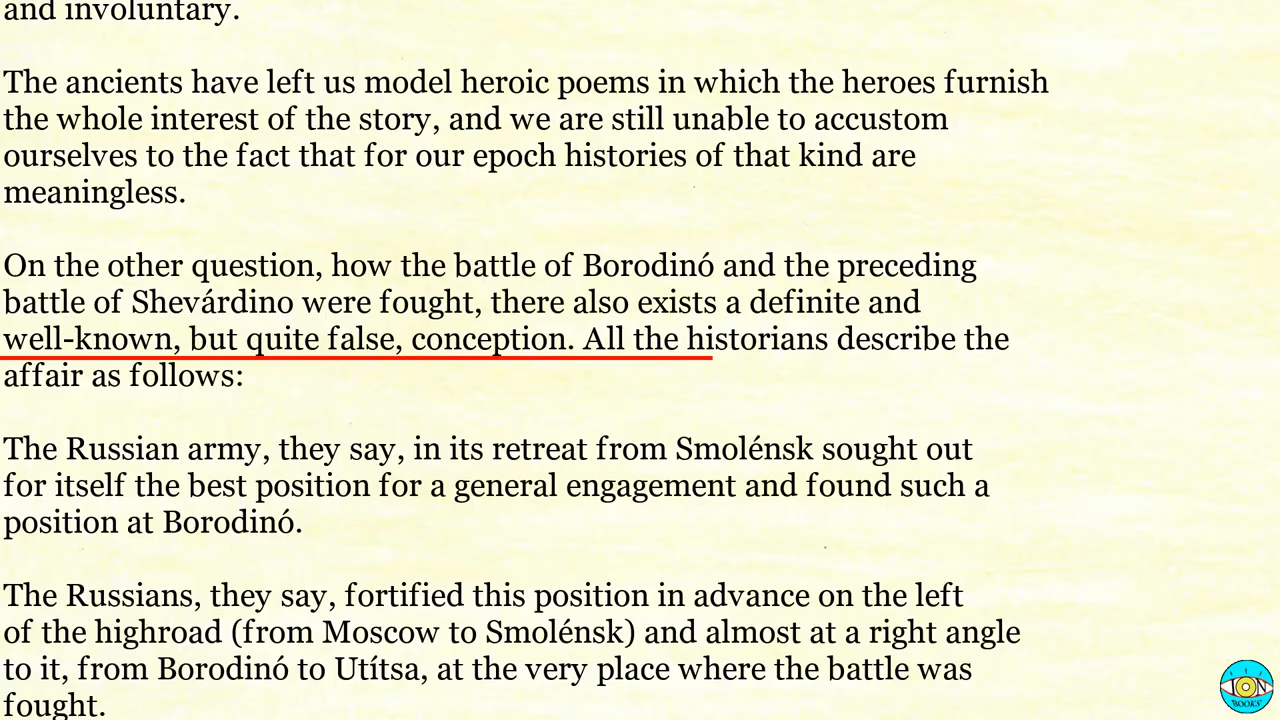 and involuntary.
The ancients have left us model heroic poems in which the heroes furnish
the whole interest of the story, and we are still unable to accustom
ourselves to the fact that for our epoch histories of that kind are
meaningless.
On the other question, how the battle of Borodinó and the preceding
battle of Shevárdino were fought, there also exists a definite and
well-known, but quite false, conception. All the historians describe the
affair as follows:
The Russian army, they say, in its retreat from Smolénsk sought out
for itself the best position for a general engagement and found such a
position at Borodinó.
The Russians, they say, fortified this position in advance on the left
of the highroad (from Moscow to Smolénsk) and almost at a right angle
to it, from Borodinó to Utítsa, at the very place where the battle was
fought.
ION
BOOKS